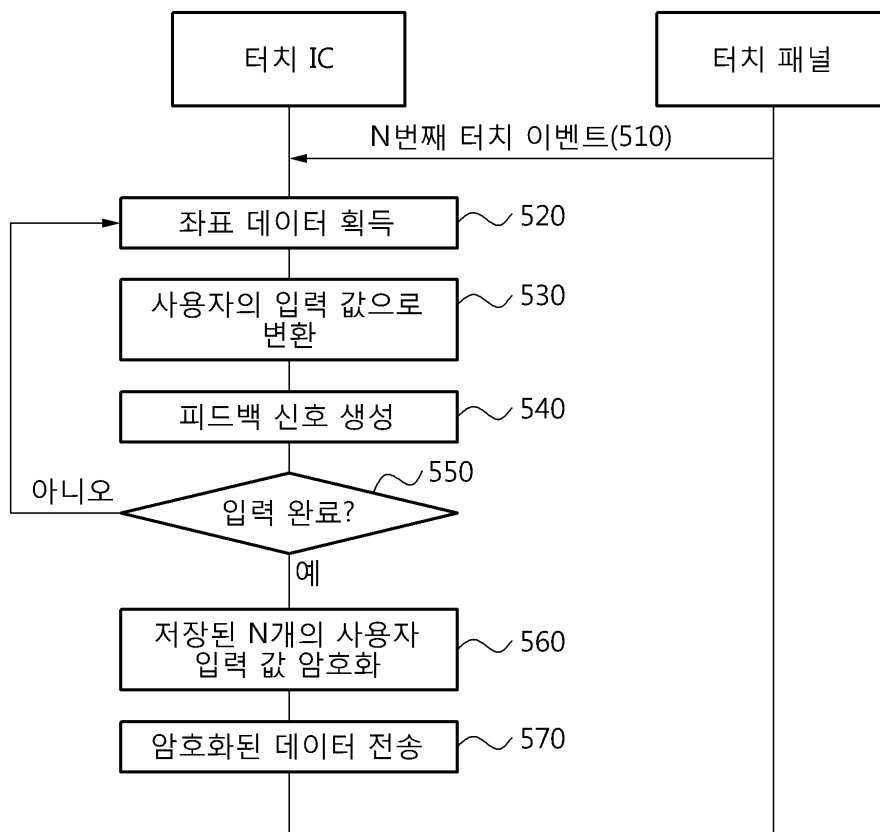 터치 IC
터치 패널
N번째 터치 이벤트(510)
좌표 데이터 획득
520
사용자의 입력 값으로
변환
530
피드백 신호 생성
540
550
아니오
입력 완료?
예
저장된 N개의 사용자
입력 값 암호화
560
암호화된 데이터 전송
570